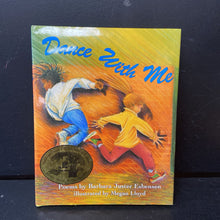 Dance With Me
Poems by Barbara Juster Esbensen
illustrated by Megan Lloyd